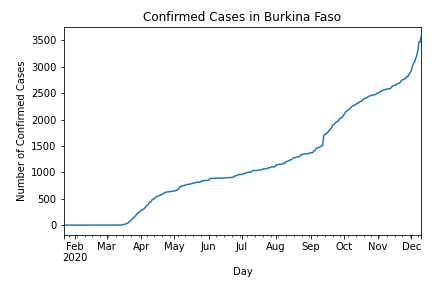 Confirmed Cases in Burkina Faso
Number of Confirmed Cases
3500
3000
2500
2000
1500
1000
500
0
Feb Mar Apr May Jun Jul Aug Sep Oct Nov Dec
2020
Day